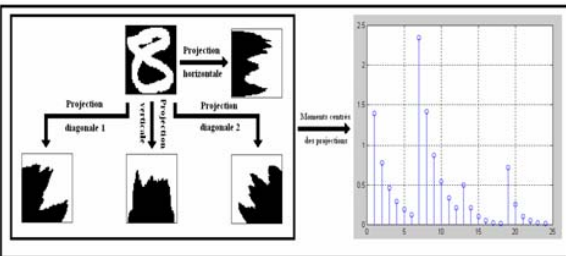 8
Projection
horizontale
Projection
diagonale 1
Projection
verticale
Projection
diagonale 2
Moments centrés
des projections
2.5
2
1.5
1
0.5
0
0
5
10
15
20
25